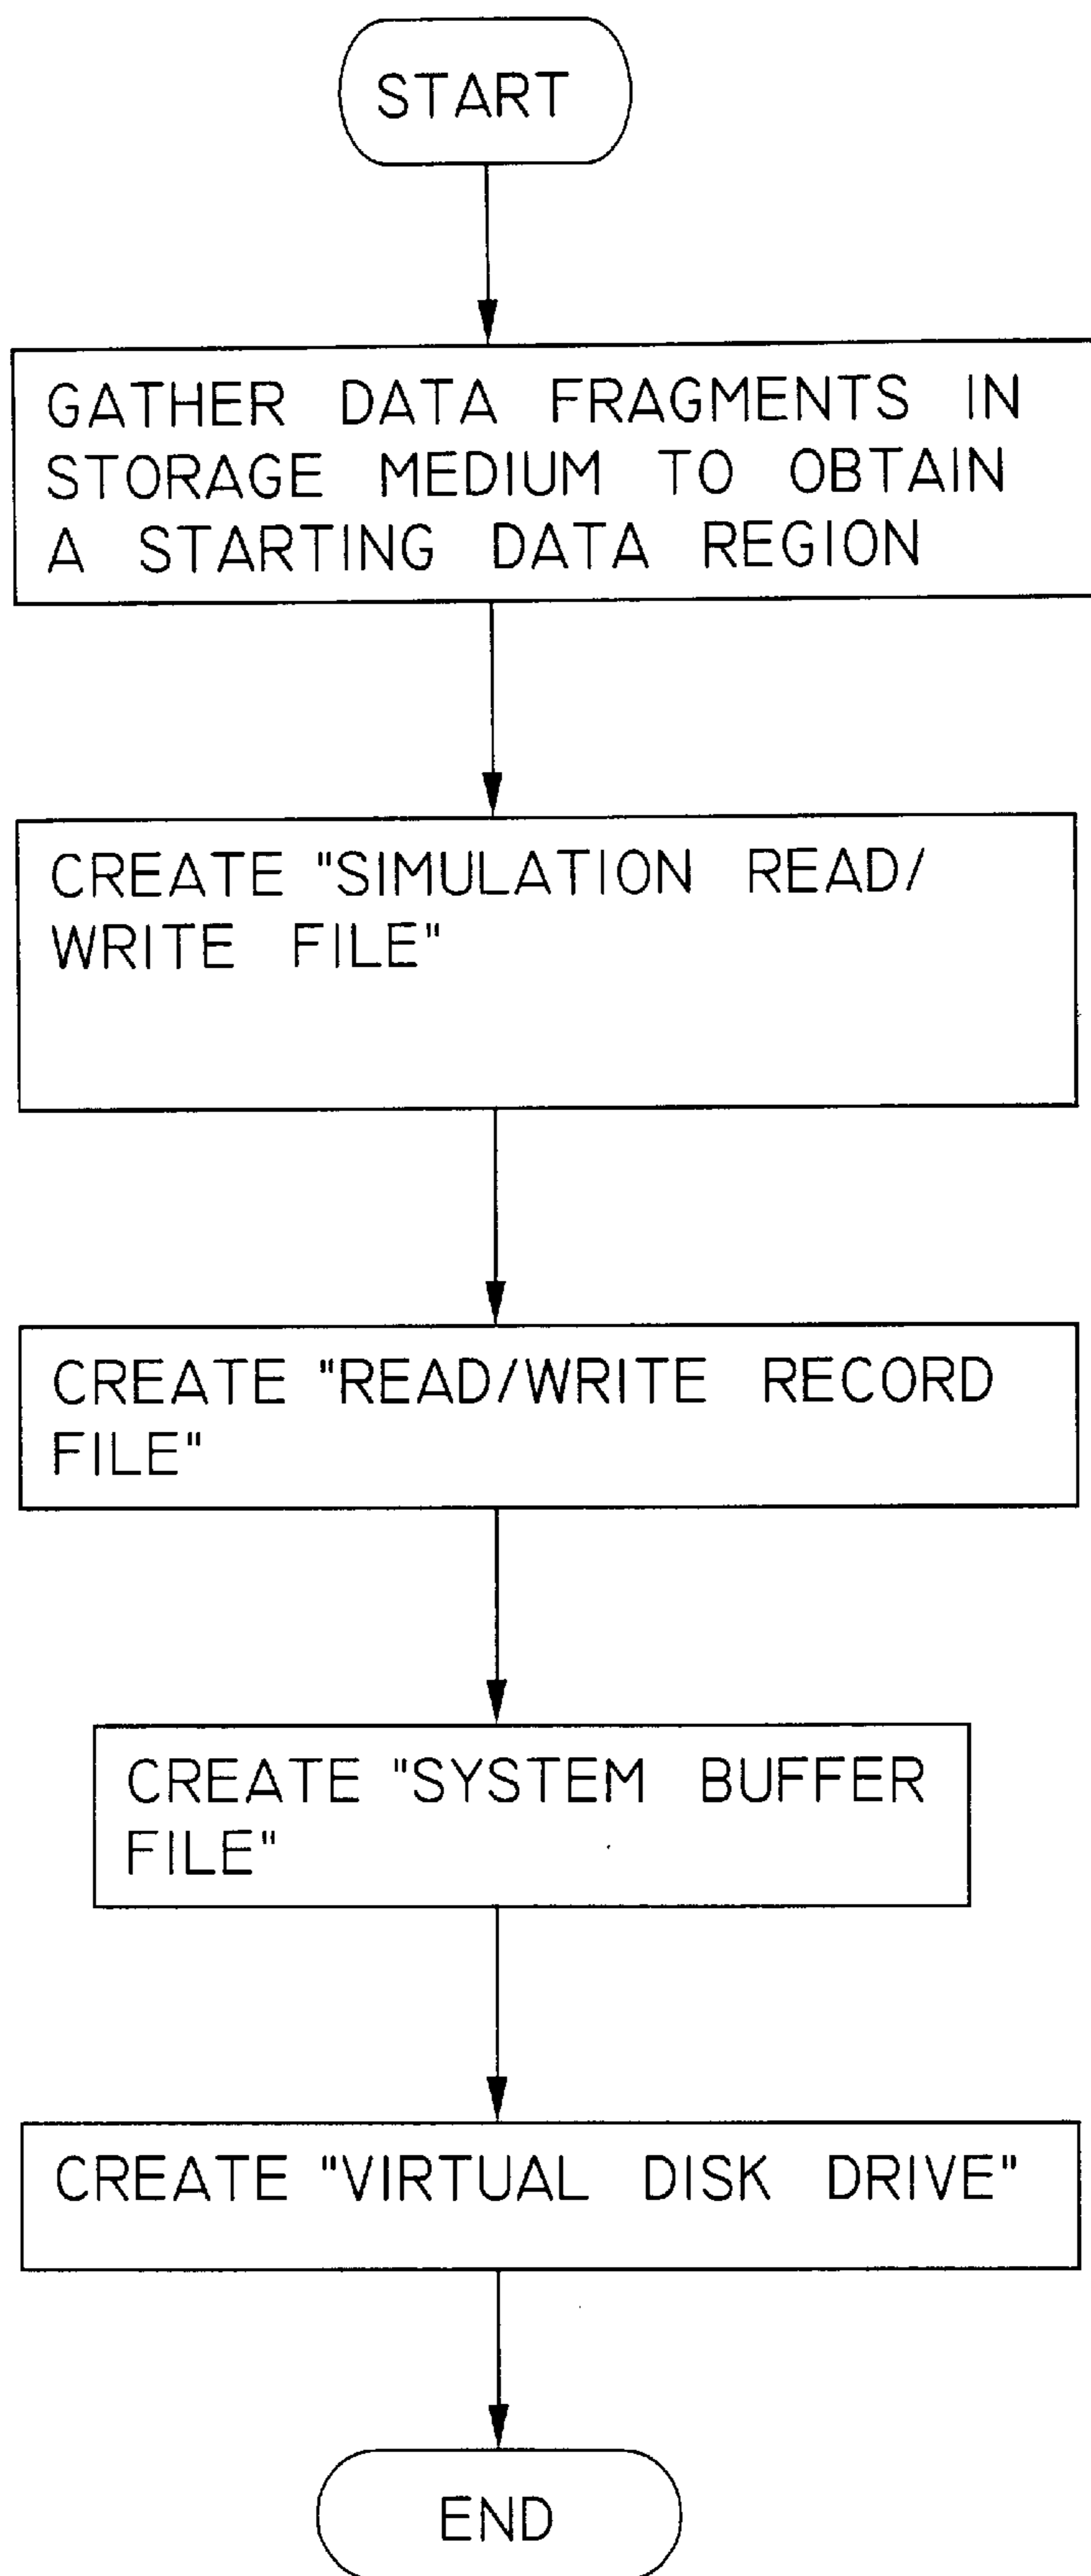 START
GATHER DATA FRAGMENTS IN
STORAGE MEDIUM TO OBTAIN
A STARTING DATA REGION
CREATE "SIMULATION READ/
WRITE FILE"
CREATE "READ/WRITE RECORD
FILE"
CREATE "SYSTEM BUFFER
FILE"
CREATE "VIRTUAL DISK DRIVE"
END